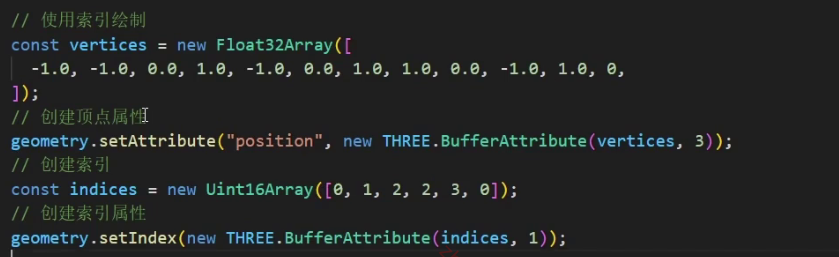 // 使用索引绘制
const vertices = new Float32Array([
-1.0, -1.0, 0.0, 1.0, -1.0, 0.0, 1.0, 1.0, 0.0, -1.0, 1.0, 0,
]);
// 创建顶点属性
geometry.setAttribute("position", new THREE.BufferAttribute(vertices, 3));
// 创建索引
const indices = new Uint16Array([0, 1, 2, 2, 3, 0]);
// 创建索引属性
geometry.setIndex(new THREE.BufferAttribute(indices, 1));